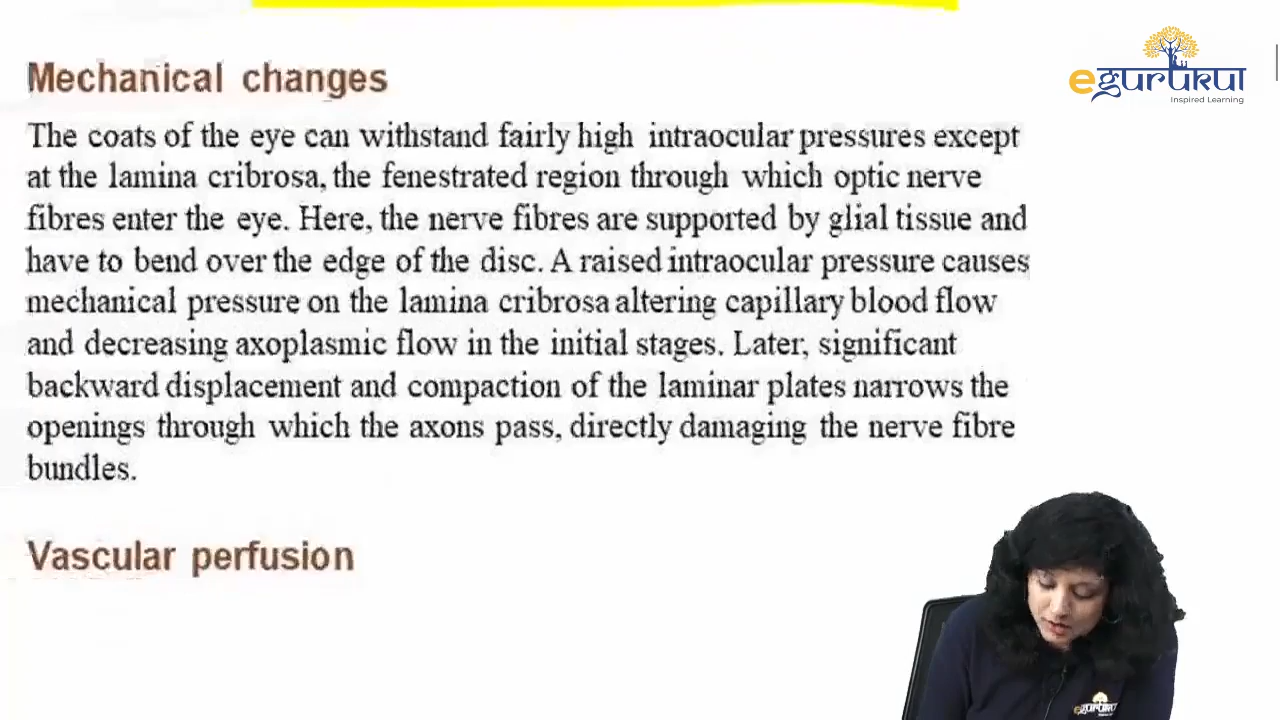 egurukul
Inspired Learning
Mechanical changes
The coats of the eye can withstand fairly high intraocular pressures except
at the lamina cribrosa, the fenestrated region through which optic nerve
fibres enter the eye. Here, the nerve fibres are supported by glial tissue and
have to bend over the edge of the disc. A raised intraocular pressure causes
mechanical pressure on the lamina cribrosa altering capillary blood flow
and decreasing axoplasmic flow in the initial stages. Later, significant
backward displacement and compaction of the laminar plates narrows the
openings through which the axons pass, directly damaging the nerve fibre
bundles.
Vascular perfusion
egurukul